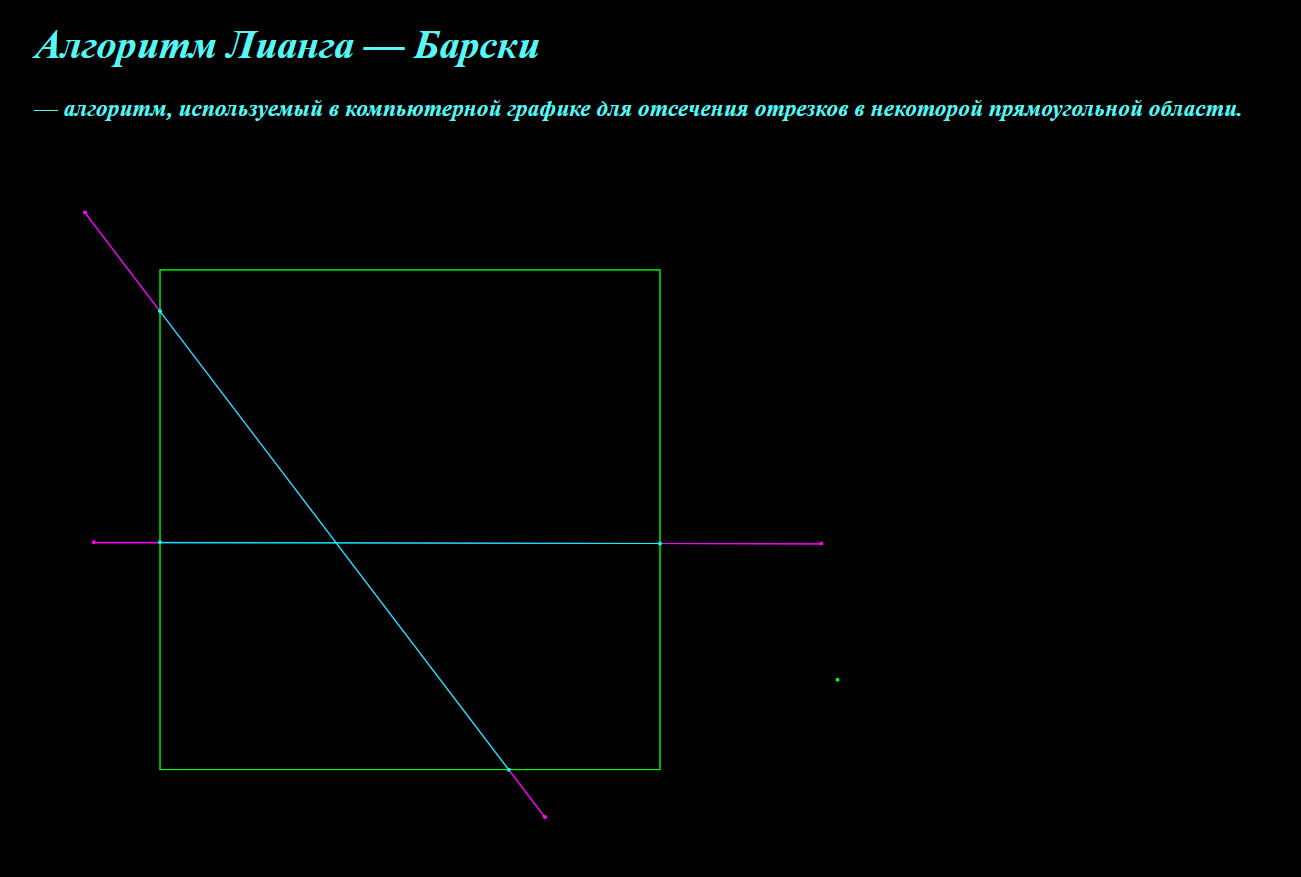 Алгоритм Лианга — Барски
— алгоритм, используемый в компьютерной графике для отсечения отрезков в некоторой прямоугольной области.